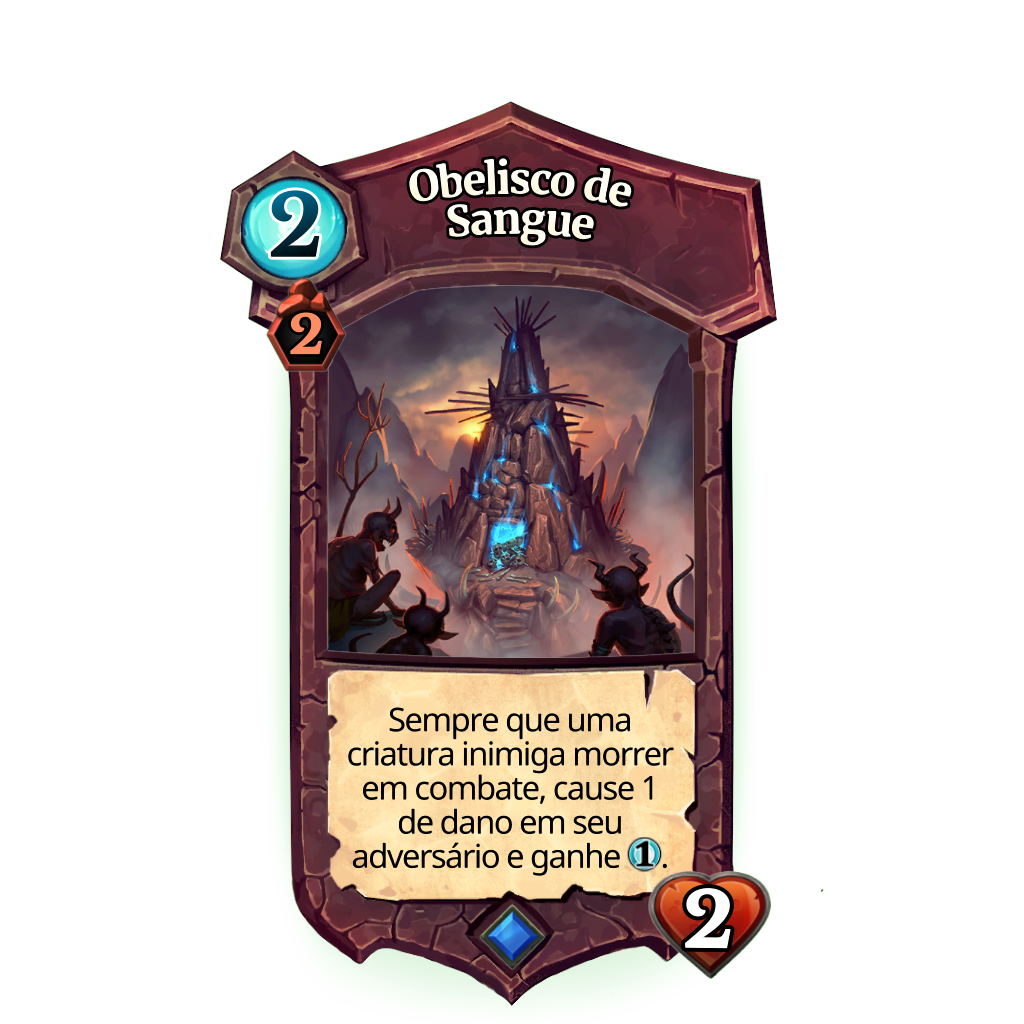 Obelisco de
Sangue
2
2
Sempre que uma
criatura inimiga morrer
em combate, cause 1
de dano em seu
adversário e ganhe 1.
2